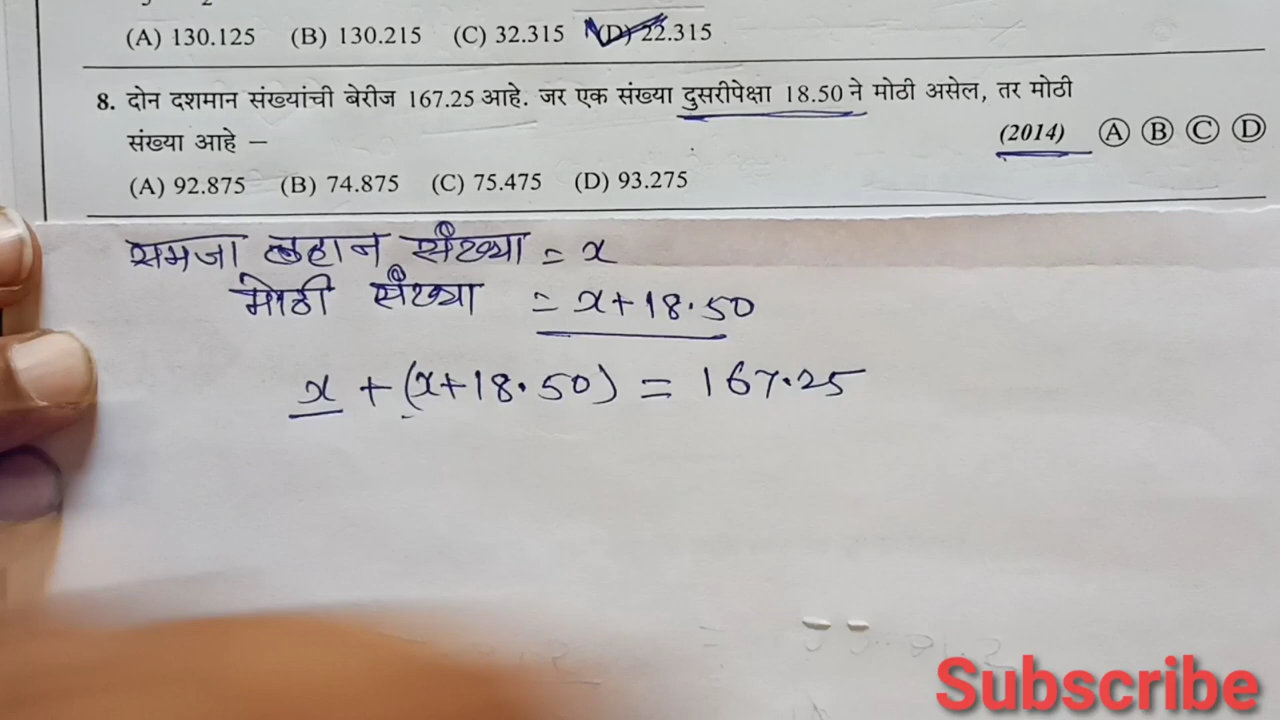 (A) 130.125 (B) 130.215 (C) 32.315 (D) 22.315
8. दोन दशमान संख्यांची बेरीज 167.25 आहे. जर एक संख्या दुसरीपेक्षा 18.50 ने मोठी असेल, तर मोठी
संख्या आहे – (2014) Ⓐ Ⓑ Ⓒ Ⓓ
(A) 92.875 (B) 74.875 (C) 75.475 (D) 93.275
समजा लहान संख्या = x
मोठी संख्या = x+18.50
x + (x+18.50) = 167.25
Subscribe